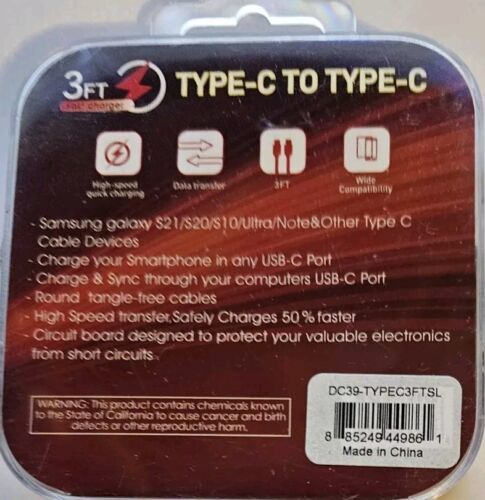 3FT TYPE-C TO TYPE-C
Fast charger
High-speed quick charging
Data transfer
3FT
Wide Compatibility
- Samsung galaxy S21/S20/S10/Ultra/Note&Other Type C
Cable Devices
- Charge your Smartphone in any USB-C Port
- Charge & Sync through your computers USB-C Port
- Round tangle-free cables
- High Speed transfer,Safely Charges 50% faster
- Circuit board designed to protect your valuable electronics
from short circuits
WARNING: This product contains chemicals known
to the State of California to cause cancer and birth
defects or other reproductive harm.
DC39-TYPEC3FTSL
8 85249 44986 1
Made in China